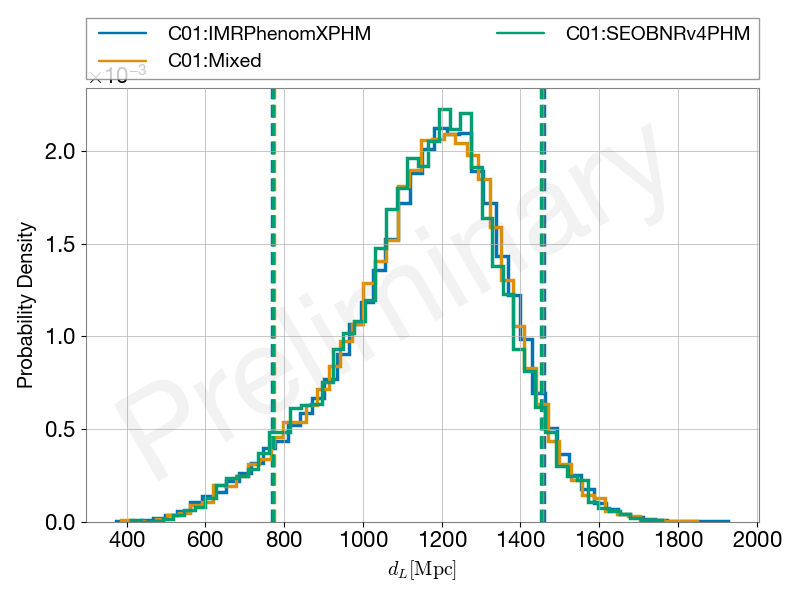 C01:IMRPhenomXPHM
C01:Mixed
C01:SEOBNRv4PHM
×10⁻³
2.0
1.5
1.0
0.5
0.0
Probability Density
Preliminary
400 600 800 1000 1200 1400 1600 1800 2000
d_L[Mpc]